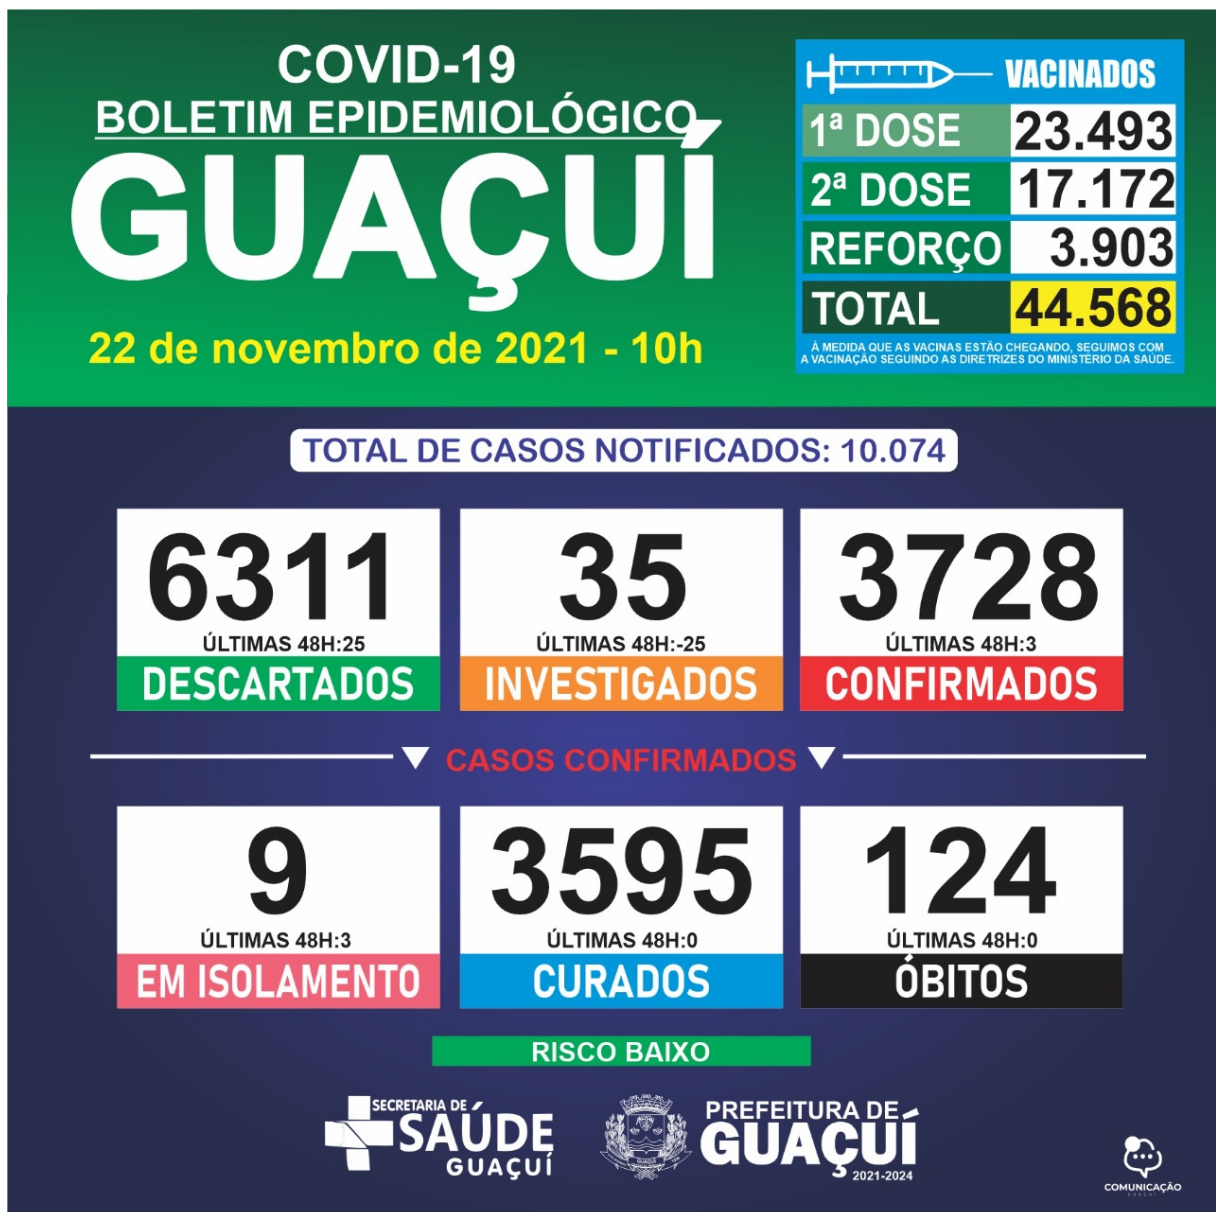 COVID-19
BOLETIM EPIDEMIOLÓGICO
GUAÇUÍ
22 de novembro de 2021 - 10h
VACINADOS
1ª DOSE 23.493
2ª DOSE 17.172
REFORÇO 3.903
TOTAL 44.568
À MEDIDA QUE AS VACINAS ESTÃO CHEGANDO, SEGUIMOS COM
A VACINAÇÃO SEGUINDO AS DIRETRIZES DO MINISTÉRIO DA SAÚDE.
TOTAL DE CASOS NOTIFICADOS: 10.074
6311
ÚLTIMAS 48H:25
DESCARTADOS
35
ÚLTIMAS 48H:-25
INVESTIGADOS
3728
ÚLTIMAS 48H:3
CONFIRMADOS
CASOS CONFIRMADOS
9
ÚLTIMAS 48H:3
EM ISOLAMENTO
3595
ÚLTIMAS 48H:0
CURADOS
124
ÚLTIMAS 48H:0
ÓBITOS
RISCO BAIXO
SECRETARIA DE
SAÚDE
GUAÇUÍ
GUAÇUÍ
PREFEITURA DE
GUAÇUÍ
2021-2024
COMUNICAÇÃO
GUAÇUÍ